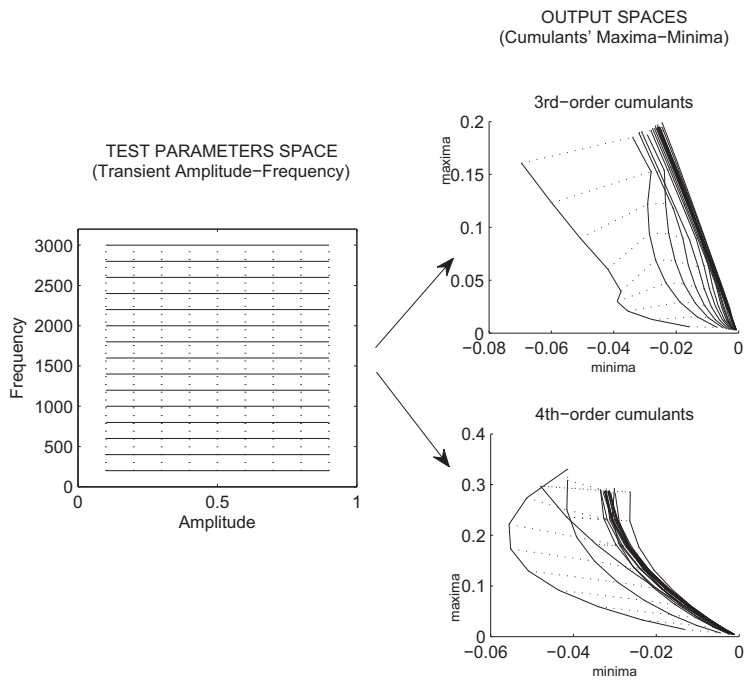 OUTPUT SPACES
(Cumulants' Maxima−Minima)
3rd−order cumulants
0.2
0.15
0.1
0.05
0
maxima
−0.08
−0.06
−0.04
−0.02
0
minima
TEST PARAMETERS SPACE
(Transient Amplitude−Frequency)
3000
2500
2000
1500
1000
500
0
Frequency
0
0.5
1
Amplitude
4th−order cumulants
0.4
0.3
0.2
0.1
0
maxima
−0.06
−0.04
−0.02
0
minima